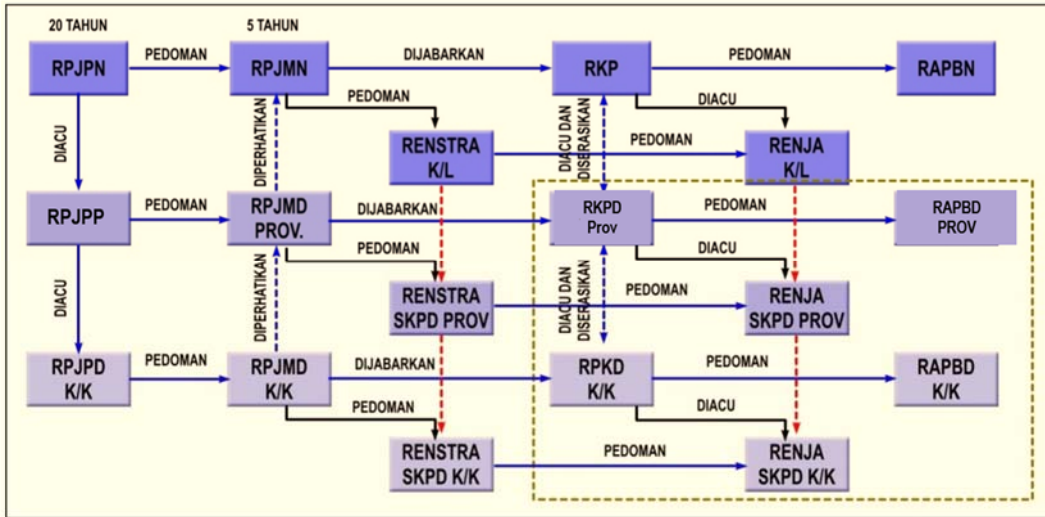 20 TAHUN
5 TAHUN
RPJPN
PEDOMAN
RPJMN
DIJABARKAN
RKP
PEDOMAN
RAPBN
PEDOMAN
DIACU
DIACU
DIPERHATIKAN
RENSTRA
K/L
PEDOMAN
DIACU DAN
DISERASIKAN
RENJA
K/L
RPJPP
PEDOMAN
RPJMD
PROV.
DIJABARKAN
RKPD
Prov
PEDOMAN
RAPBD
PROV
PEDOMAN
DIACU
DIACU
DIPERHATIKAN
RENSTRA
SKPD PROV
PEDOMAN
DIACU DAN
DISERASIKAN
RENJA
SKPD PROV
RPJPD
K/K
PEDOMAN
RPJMD
K/K
DIJABARKAN
RPKD
K/K
PEDOMAN
RAPBD
K/K
PEDOMAN
DIACU
RENSTRA
SKPD K/K
PEDOMAN
RENJA
SKPD K/K